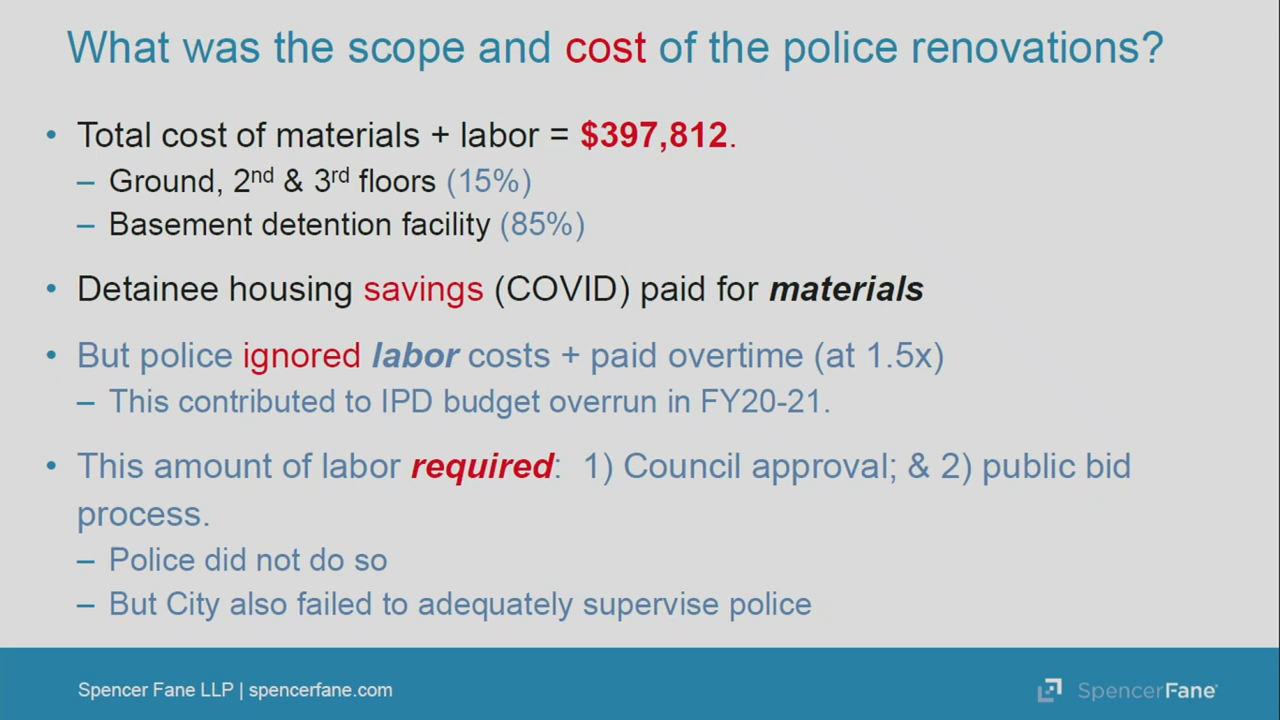 What was the scope and cost of the police renovations?
• Total cost of materials + labor = $397,812.
– Ground, 2nd & 3rd floors (15%)
– Basement detention facility (85%)
• Detainee housing savings (COVID) paid for materials
• But police ignored labor costs + paid overtime (at 1.5x)
– This contributed to IPD budget overrun in FY20-21.
• This amount of labor required: 1) Council approval; & 2) public bid
process.
– Police did not do so
– But City also failed to adequately supervise police
Spencer Fane LLP | spencerfane.com
SpencerFane